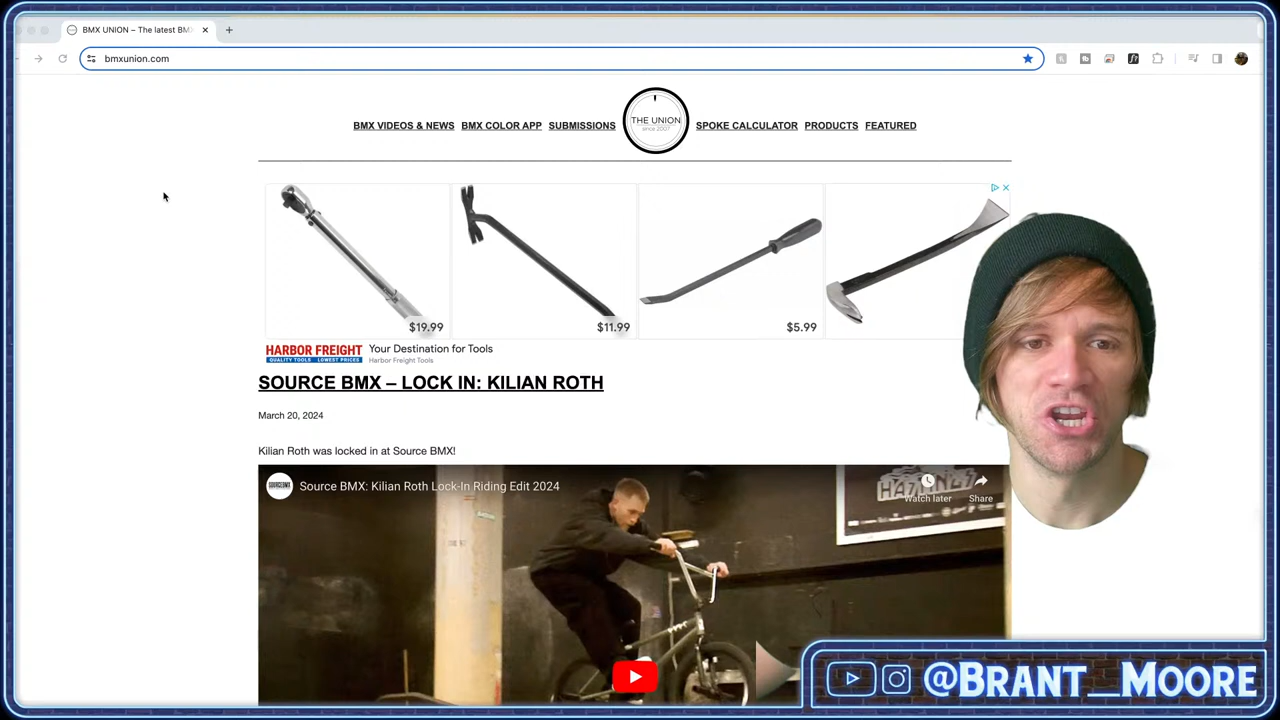 BMX UNION – The latest BMX
bmxunion.com
BMX VIDEOS & NEWS BMX COLOR APP SUBMISSIONS THE UNION since 2007 SPOKE CALCULATOR PRODUCTS FEATURED
$19.99 $11.99 $5.99
HARBOR FREIGHT
QUALITY TOOLS LOWEST PRICES
Your Destination for Tools
Harbor Freight Tools
SOURCE BMX – LOCK IN: KILIAN ROTH
March 20, 2024
Kilian Roth was locked in at Source BMX!
SOURCEBMX
Source BMX: Kilian Roth Lock-In Riding Edit 2024
Watch later Share
@BRANT_MOORE